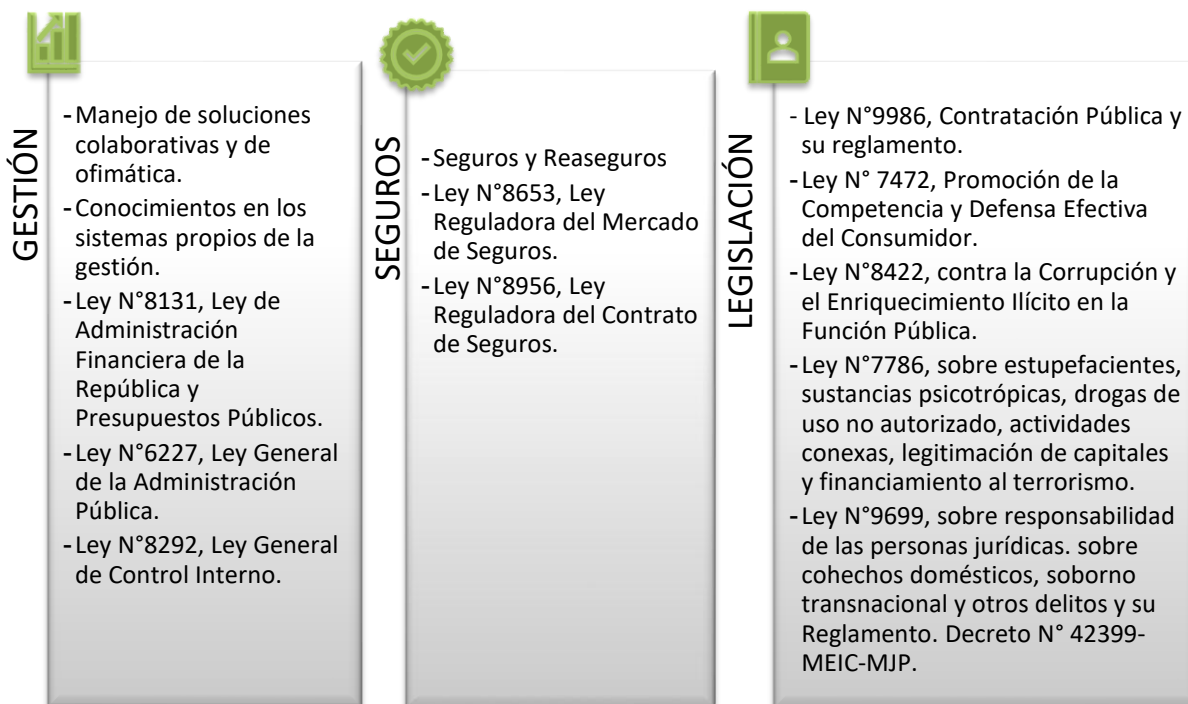 GESTIÓN
-Manejo de soluciones
colaborativas y de
ofimática.
-Conocimientos en los
sistemas propios de la
gestión.
-Ley N°8131, Ley de
Administración
Financiera de la
República y
Presupuestos Públicos.
-Ley N°6227, Ley General
de la Administración
Pública.
-Ley N°8292, Ley General
de Control Interno.
SEGUROS
-Seguros y Reaseguros
-Ley N°8653, Ley
Reguladora del Mercado
de Seguros.
-Ley N°8956, Ley
Reguladora del Contrato
de Seguros.
LEGISLACIÓN
- Ley N°9986, Contratación Pública y
su reglamento.
-Ley N° 7472, Promoción de la
Competencia y Defensa Efectiva
del Consumidor.
-Ley N°8422, contra la Corrupción y
el Enriquecimiento Ilícito en la
Función Pública.
-Ley N°7786, sobre estupefacientes,
sustancias psicotrópicas, drogas de
uso no autorizado, actividades
conexas, legitimación de capitales
y financiamiento al terrorismo.
-Ley N°9699, sobre responsabilidad
de las personas jurídicas. sobre
cohechos domésticos, soborno
transnacional y otros delitos y su
Reglamento. Decreto N° 42399-
MEIC-MJP.